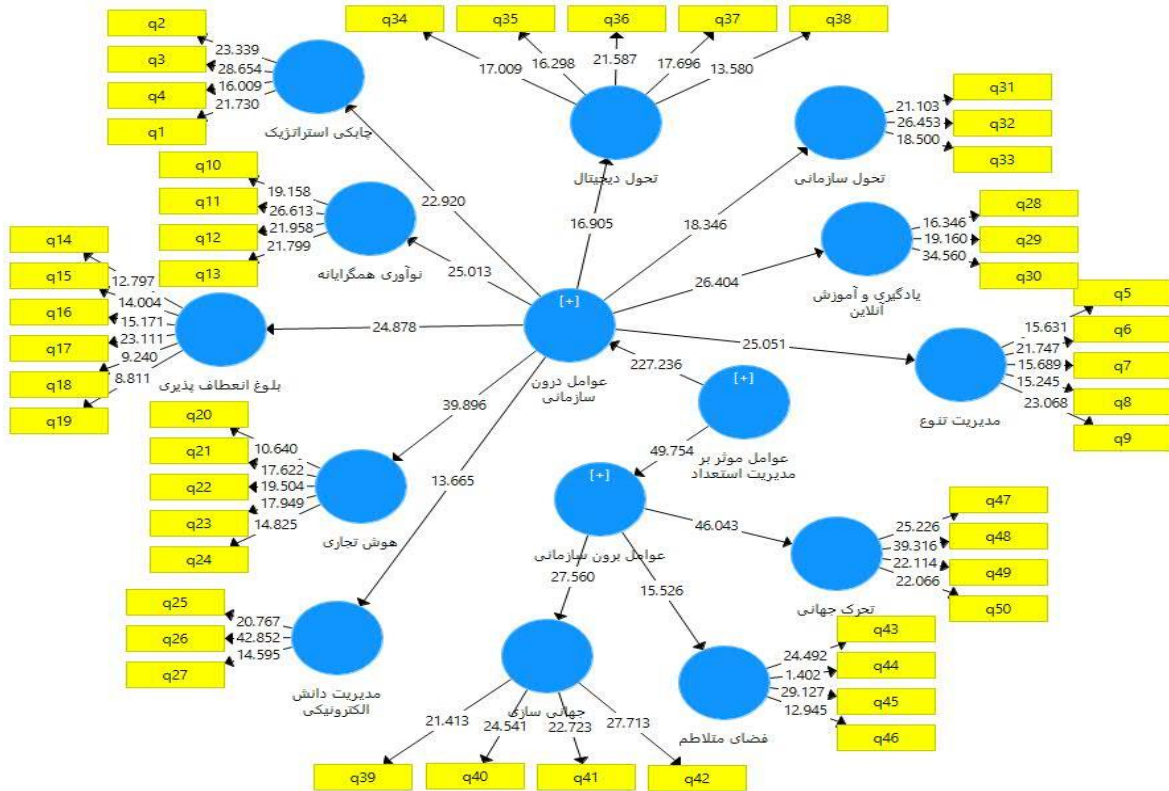 q34
q35
q36
q37
q38
17.009
16.298
21.587
17.696
13.580
تحول دیجیتال
q2
q3
q4
q1
23.339
28.654
16.009
21.730
چابکی استراتژیک
q31
q32
q33
21.103
26.453
18.500
تحول سازمانی
q10
q11
q12
q13
19.158
26.613
21.958
21.799
نوآوری همگرایانه
q28
q29
q30
16.346
19.160
34.560
یادگیری و آموزش
آنلاین
q14
q15
q16
q17
q18
q19
12.797
14.004
15.171
23.111
9.240
8.811
بلوغ انعطاف پذیری
22.920
16.905
18.346
25.013
26.404
24.878
25.051
39.896
13.665
227.236
[+]
عوامل درون
سازمانی
q5
q6
q7
q8
q9
15.631
21.747
15.689
15.245
23.068
مدیریت تنوع
[+]
عوامل موثر بر
مدیریت استعداد
49.754
q20
q21
q22
q23
q24
10.640
17.622
19.504
17.949
14.825
هوش تجاری
[+]
عوامل برون سازمانی
46.043
27.560
15.526
q47
q48
q49
q50
25.226
39.316
22.114
22.066
تحرک جهانی
q25
q26
q27
20.767
42.852
14.595
مدیریت دانش
الکترونیکی
q43
q44
q45
q46
24.492
1.402
29.127
12.945
فضای متلاطم
جهانی سازی
21.413
24.541
22.723
27.713
q39
q40
q41
q42